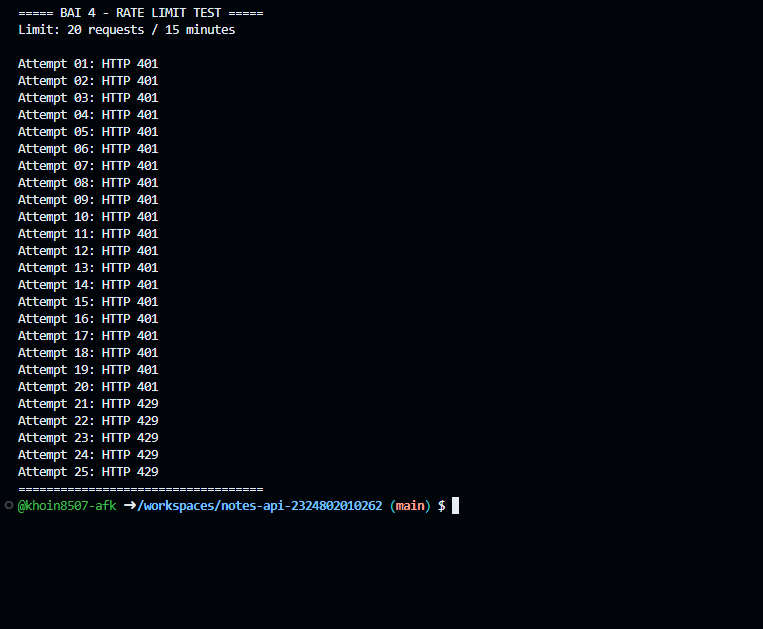 ===== BAI 4 - RATE LIMIT TEST =====
Limit: 20 requests / 15 minutes
Attempt 01: HTTP 401
Attempt 02: HTTP 401
Attempt 03: HTTP 401
Attempt 04: HTTP 401
Attempt 05: HTTP 401
Attempt 06: HTTP 401
Attempt 07: HTTP 401
Attempt 08: HTTP 401
Attempt 09: HTTP 401
Attempt 10: HTTP 401
Attempt 11: HTTP 401
Attempt 12: HTTP 401
Attempt 13: HTTP 401
Attempt 14: HTTP 401
Attempt 15: HTTP 401
Attempt 16: HTTP 401
Attempt 17: HTTP 401
Attempt 18: HTTP 401
Attempt 19: HTTP 401
Attempt 20: HTTP 401
Attempt 21: HTTP 429
Attempt 22: HTTP 429
Attempt 23: HTTP 429
Attempt 24: HTTP 429
Attempt 25: HTTP 429
===================================
@khoin8507-afk ➜/workspaces/notes-api-2324802010262 (main) $